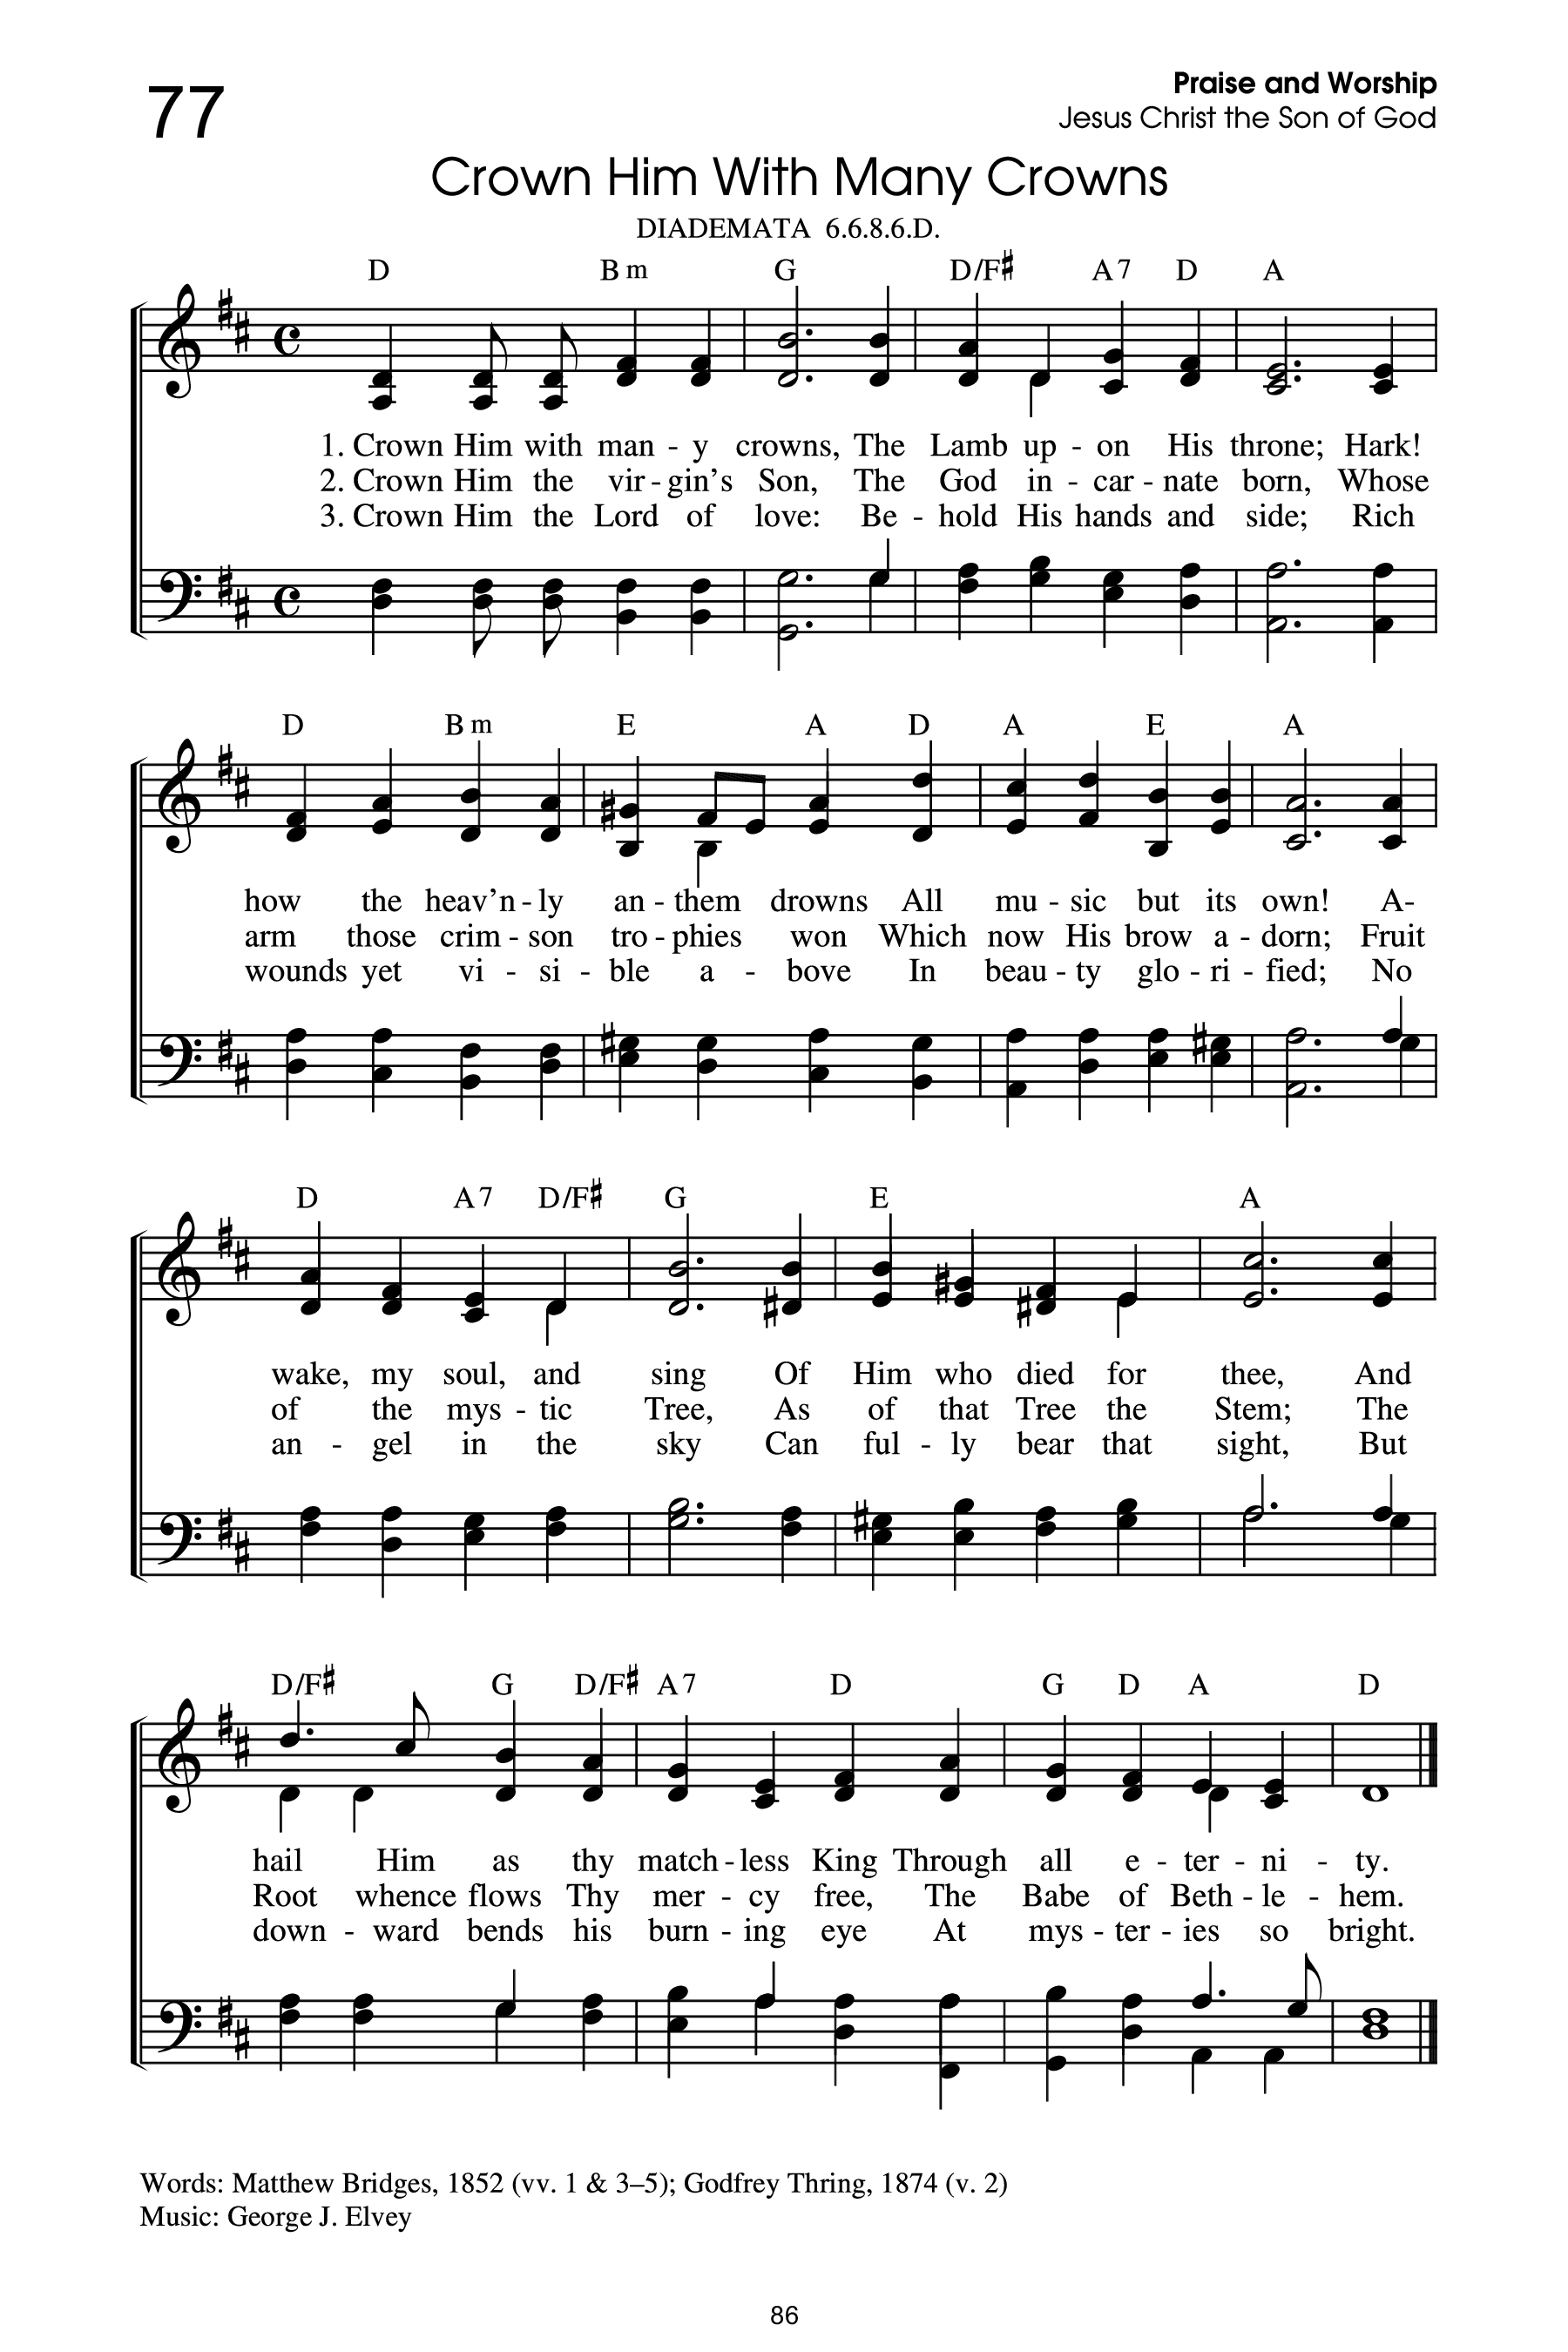 77
Praise and Worship
Jesus Christ the Son of God
Crown Him With Many Crowns
DIADEMATA 6.6.8.6.D.
D Bm G D/F♯ A7 D A
1. Crown Him with man - y crowns, The Lamb up - on His throne; Hark!
2. Crown Him the vir - gin's Son, The God in - car - nate born, Whose
3. Crown Him the Lord of love: Be - hold His hands and side; Rich
D Bm E A D A E A
how the heav'n - ly an - them drowns All mu - sic but its own! A-
arm those crim - son tro - phies won Which now His brow a - dorn; Fruit
wounds yet vi - si - ble a - bove In beau - ty glo - ri - fied; No
D A7 D/F♯ G E A
wake, my soul, and sing Of Him who died for thee, And
of the mys - tic Tree, As of that Tree the Stem; The
an - gel in the sky Can ful - ly bear that sight, But
D/F♯ G D/F♯ A7 D G D A D
hail Him as thy match - less King Through all e - ter - ni - ty.
Root whence flows Thy mer - cy free, The Babe of Beth - le - hem.
down - ward bends his burn - ing eye At mys - ter - ies so bright.
Words: Matthew Bridges, 1852 (vv. 1 & 3–5); Godfrey Thring, 1874 (v. 2)
Music: George J. Elvey
86